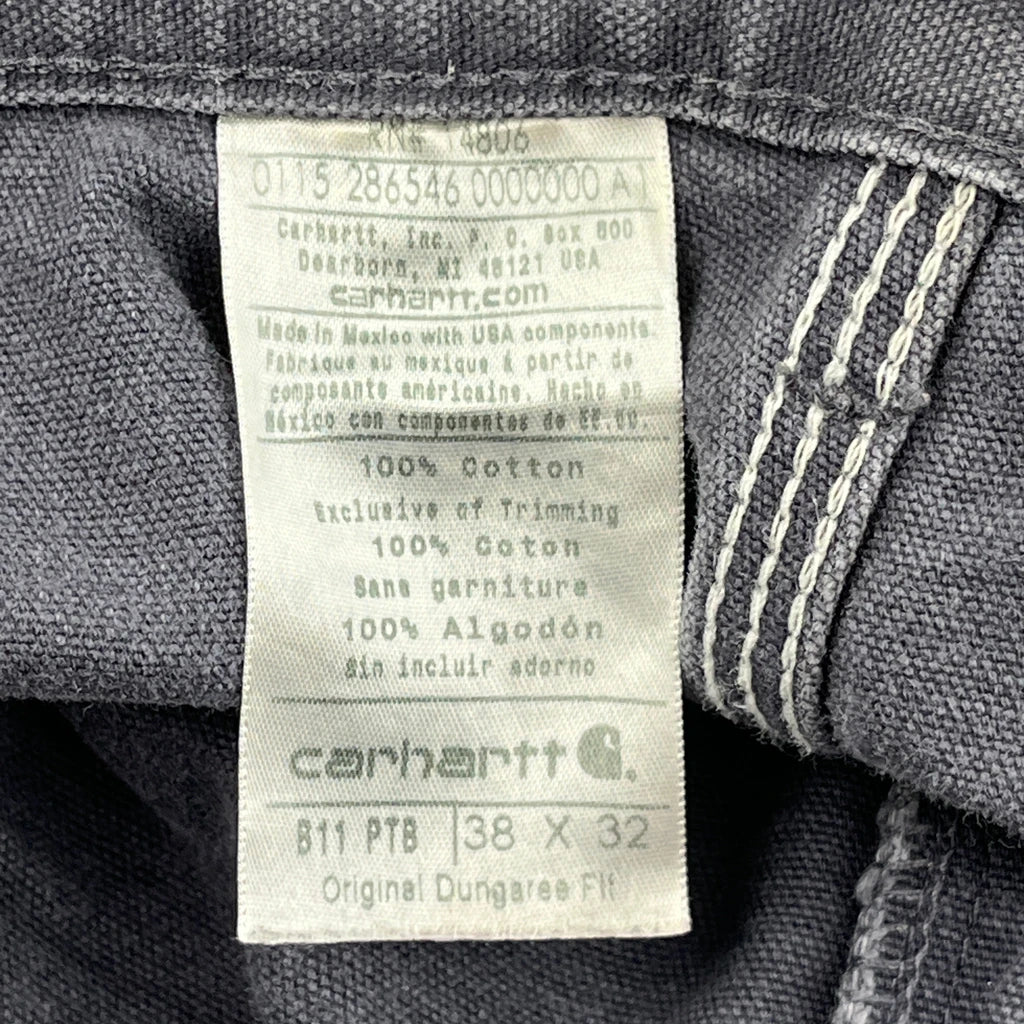 RN# 14806
0115 286546 0000000 A1
Carhartt, Inc. P. O. Box 600
Dearborn, MI 48121 USA
carhartt.com
Made in Mexico with USA components.
Fabriqué au mexique à partir de
composants américains. Hecho en
México con componentes de EE.UU.
100% Cotton
Exclusive of Trimming
100% Coton
Sans garniture
100% Algodón
Sin incluir adorno
carhartt
B11 PTB 38 X 32
Original Dungaree Fit